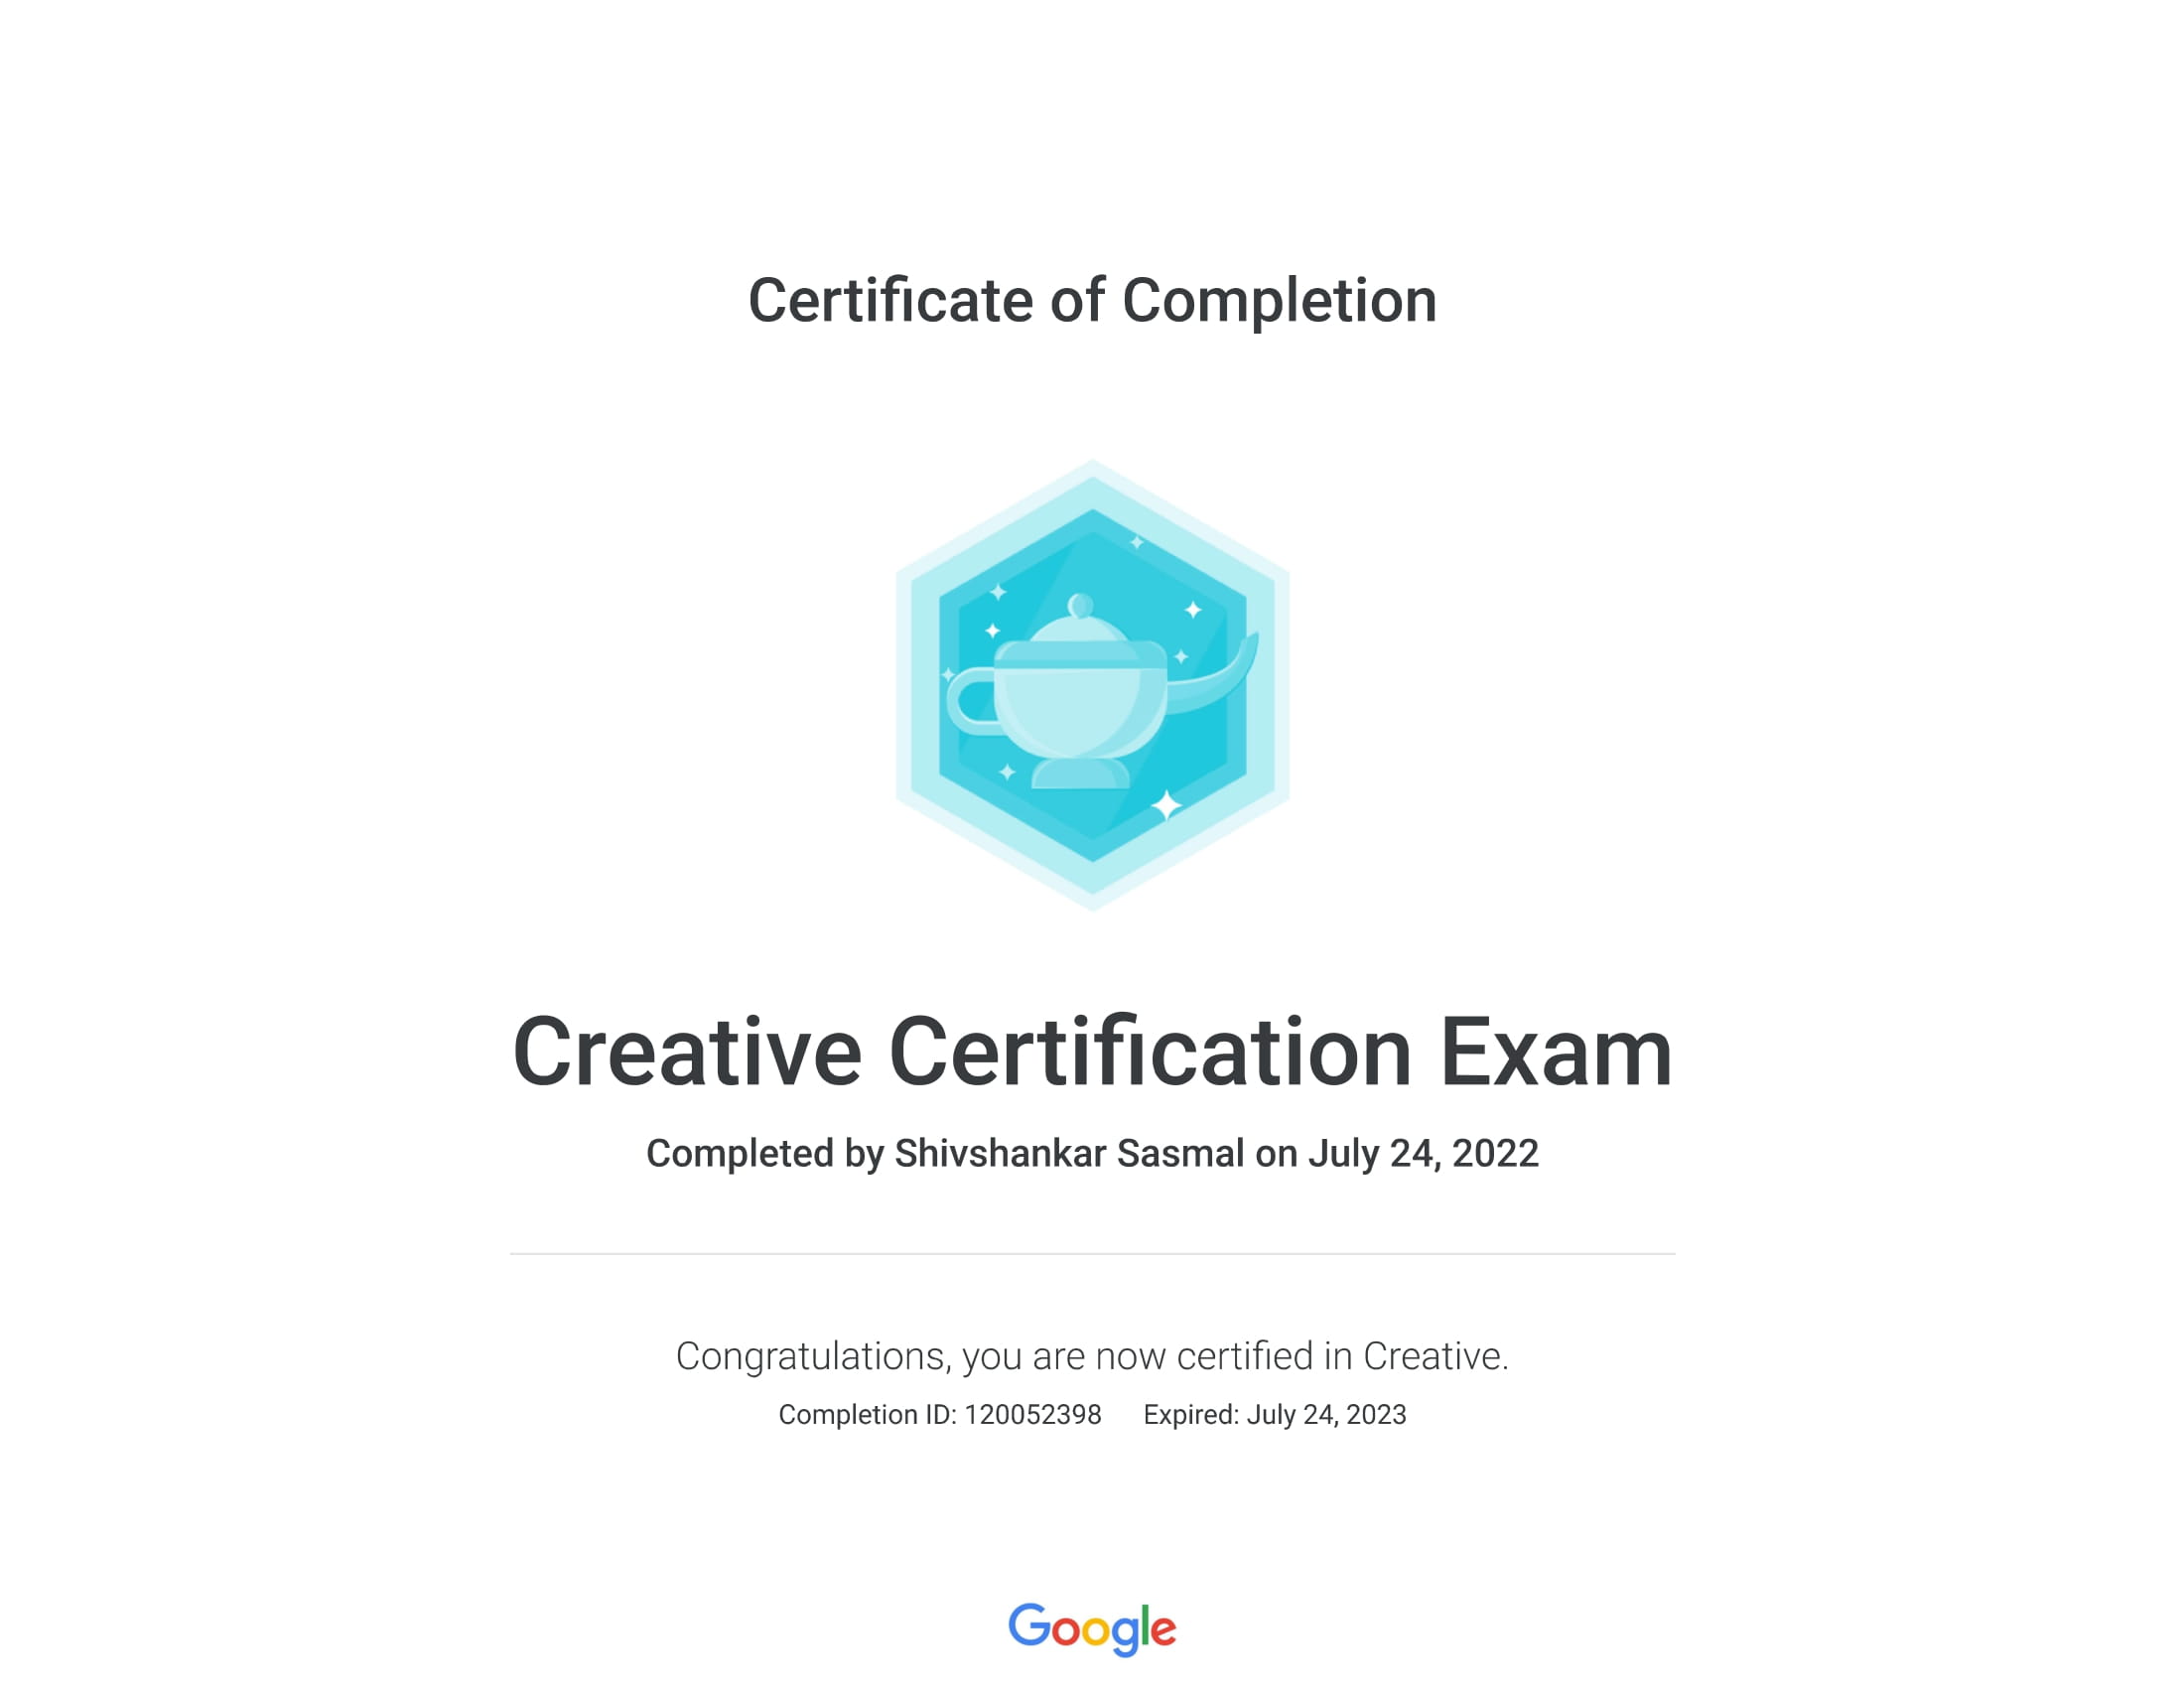 Certificate of Completion
Creative Certification Exam
Completed by Shivshankar Sasmal on July 24, 2022
Congratulations, you are now certified in Creative.
Completion ID: 120052398 Expired: July 24, 2023
Google